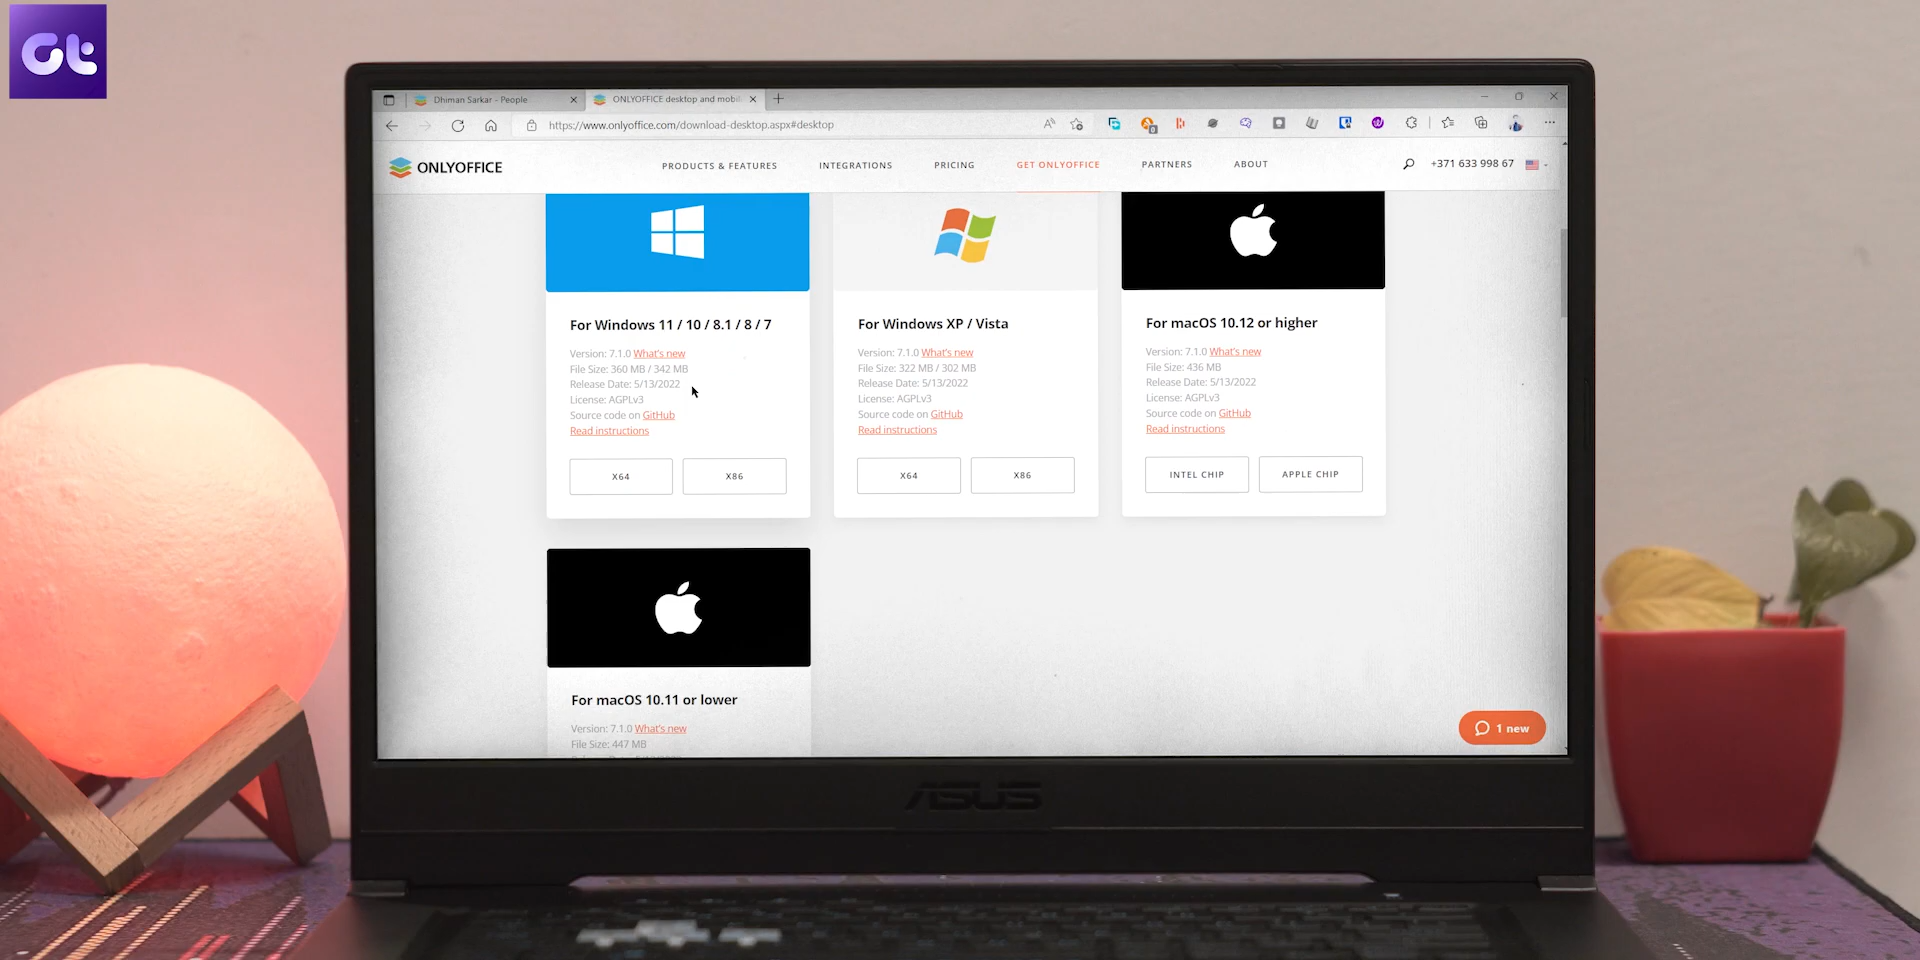 Gt
Dhiman Sarkar - People
ONLYOFFICE desktop and mobil
https://www.onlyoffice.com/download-desktop.aspx#desktop
ONLYOFFICE
PRODUCTS & FEATURES
INTEGRATIONS
PRICING
GET ONLYOFFICE
PARTNERS
ABOUT
+371 633 998 67
For Windows 11 / 10 / 8.1 / 8 / 7
Version: 7.1.0 What's new
File Size: 360 MB / 342 MB
Release Date: 5/13/2022
License: AGPLv3
Source code on GitHub
Read instructions
X64
X86
For Windows XP / Vista
Version: 7.1.0 What's new
File Size: 322 MB / 302 MB
Release Date: 5/13/2022
License: AGPLv3
Source code on GitHub
Read instructions
X64
X86
For macOS 10.12 or higher
Version: 7.1.0 What's new
File Size: 436 MB
Release Date: 5/13/2022
License: AGPLv3
Source code on GitHub
Read instructions
INTEL CHIP
APPLE CHIP
For macOS 10.11 or lower
Version: 7.1.0 What's new
File Size: 447 MB
1 new
ASUS